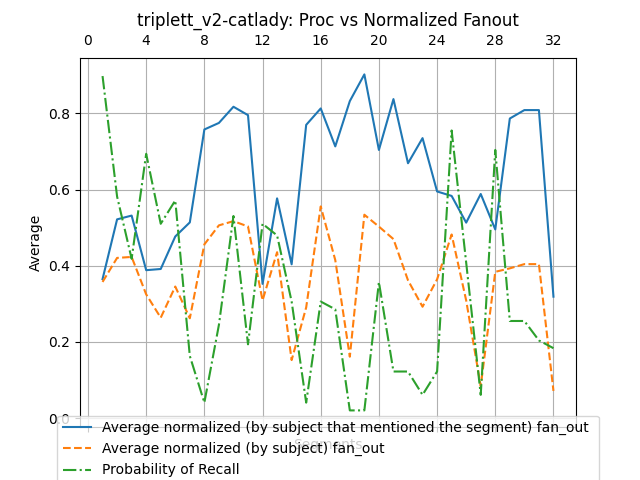 triplett_v2-catlady: Proc vs Normalized Fanout
0 4 8 12 16 20 24 28 32
0.8
0.6
Average
0.4
0.2
0.0
Average normalized (by subject that mentioned the segment) fan_out
Segments
Average normalized (by subject) fan_out
Probability of Recall